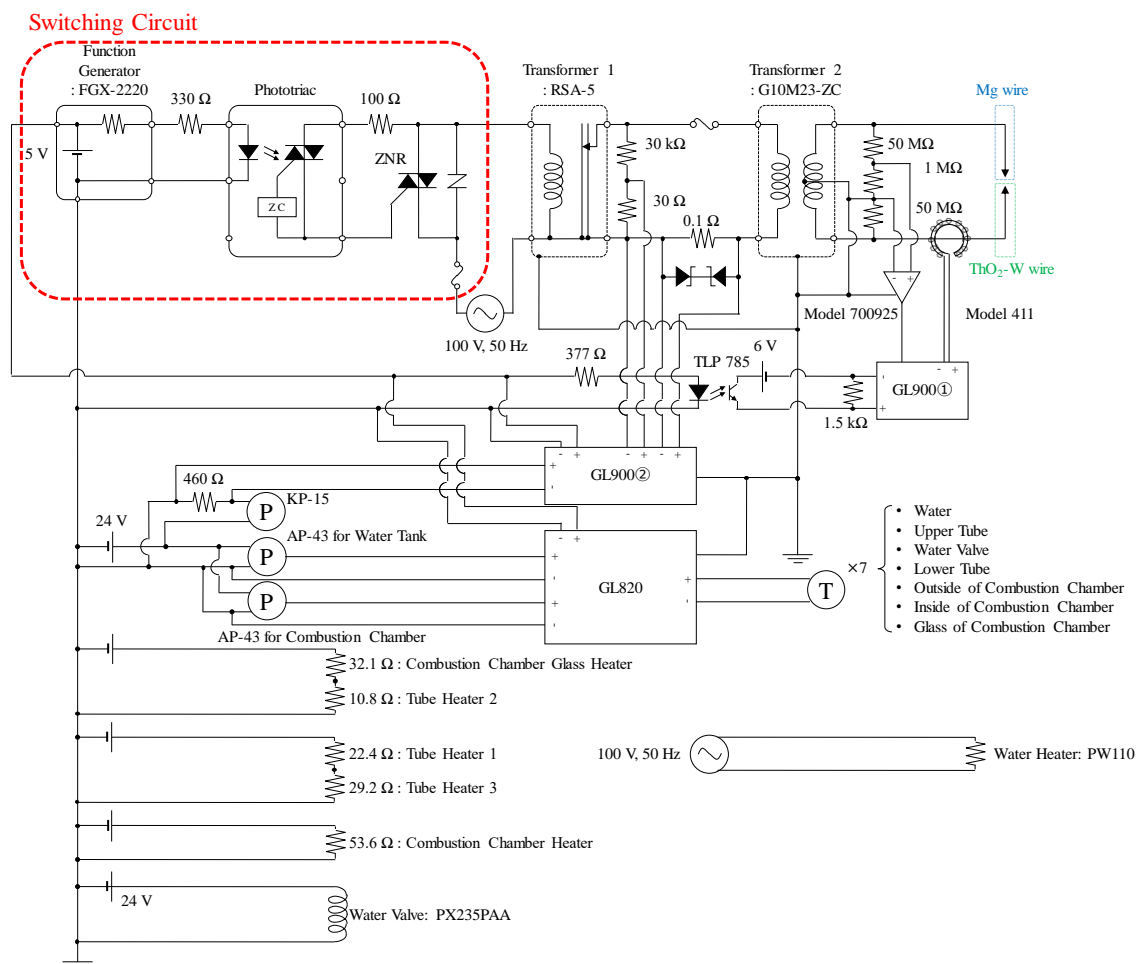 Switching Circuit
Function
Generator
: FGX-2220
330 Ω
Phototriac
100 Ω
Transformer 1
: RSA-5
Transformer 2
: G10M23-ZC
Mg wire
5 V
ZNR
ZC
30 kΩ
30 Ω
0.1 Ω
50 MΩ
1 MΩ
50 MΩ
ThO2-W wire
- +
Model 700925
Model 411
100 V, 50 Hz
377 Ω
TLP 785
6 V
- +
GL900①
-
+
1.5 kΩ
- + - + - +
GL900②
+
-
460 Ω
P
KP-15
24 V
AP-43 for Water Tank
P
P
AP-43 for Combustion Chamber
- +
GL820
+
-
+
-
+
-
T
×7
• Water
• Upper Tube
• Water Valve
• Lower Tube
• Outside of Combustion Chamber
• Inside of Combustion Chamber
• Glass of Combustion Chamber
32.1 Ω : Combustion Chamber Glass Heater
10.8 Ω : Tube Heater 2
22.4 Ω : Tube Heater 1
29.2 Ω : Tube Heater 3
100 V, 50 Hz
Water Heater: PW110
53.6 Ω : Combustion Chamber Heater
24 V
Water Valve: PX235PAA